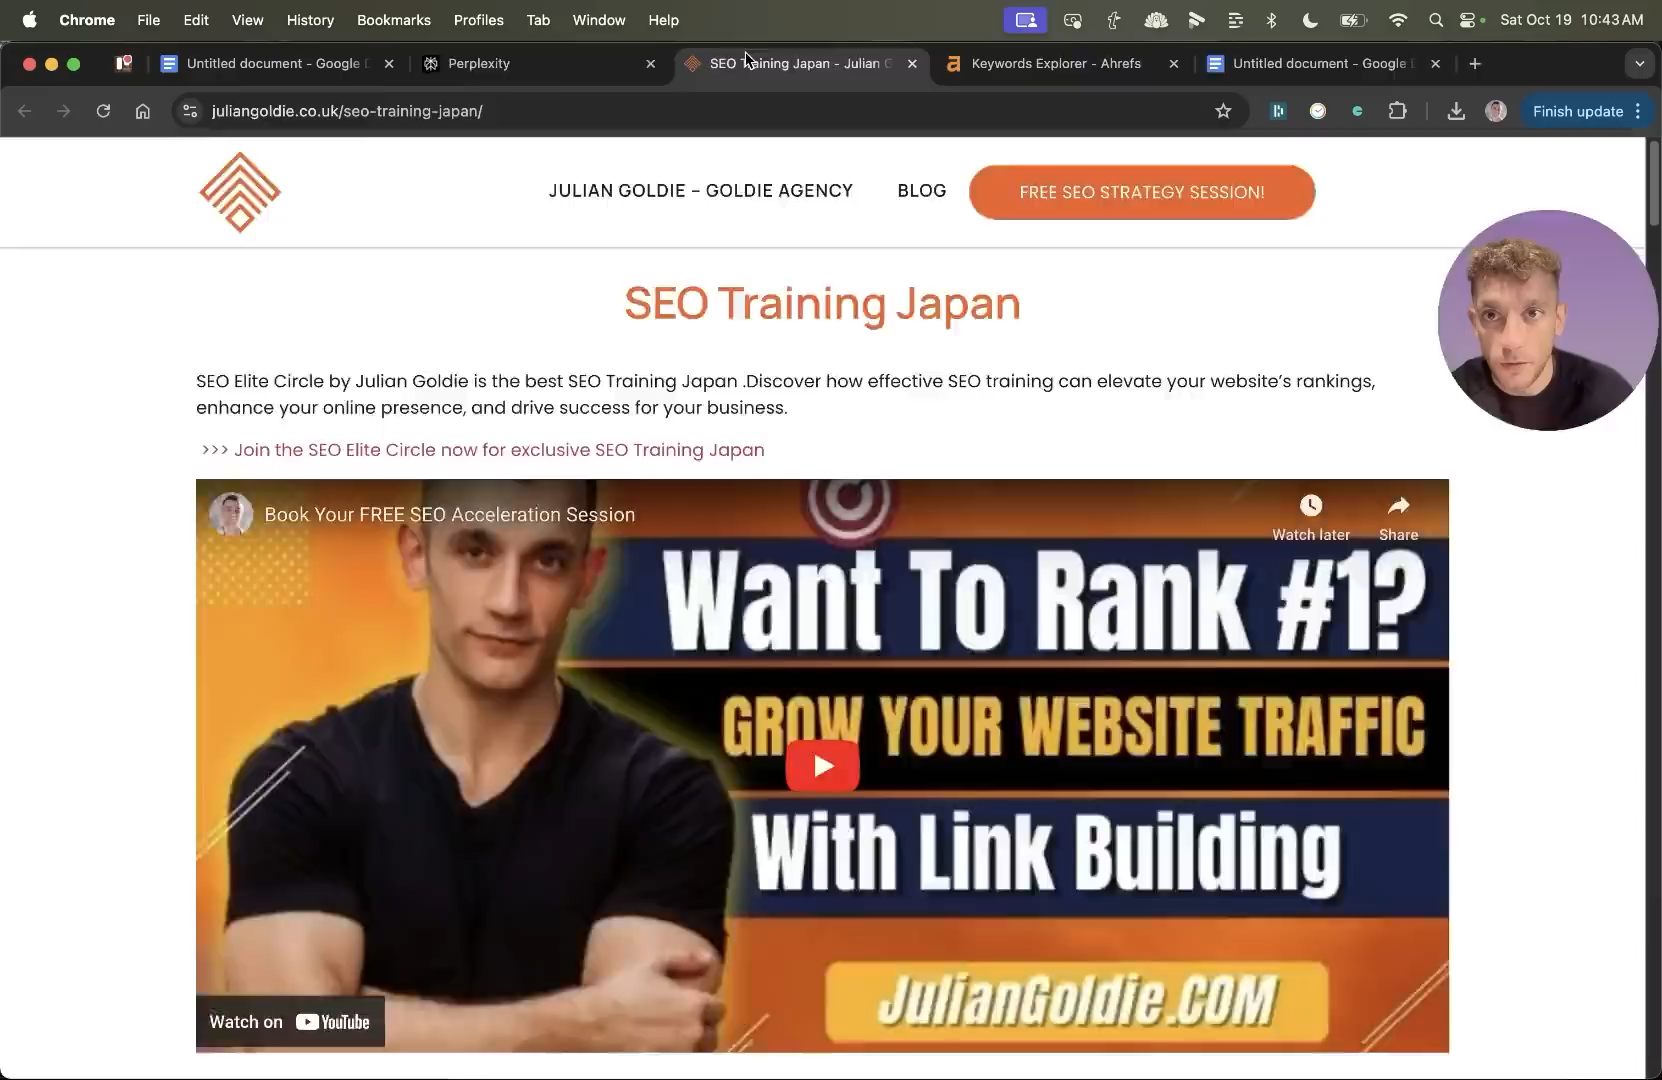 Chrome File Edit View History Bookmarks Profiles Tab Window Help Sat Oct 19 10:43 AM
Untitled document - Google D Perplexity SEO Training Japan - Julian G Keywords Explorer - Ahrefs Untitled document - Google D
juliangoldie.co.uk/seo-training-japan/ Finish update
JULIAN GOLDIE – GOLDIE AGENCY BLOG FREE SEO STRATEGY SESSION!
SEO Training Japan
SEO Elite Circle by Julian Goldie is the best SEO Training Japan .Discover how effective SEO training can elevate your website's rankings,
enhance your online presence, and drive success for your business.
>>> Join the SEO Elite Circle now for exclusive SEO Training Japan
Book Your FREE SEO Acceleration Session
Watch later Share
Want To Rank #1?
GROW YOUR WEBSITE TRAFFIC
With Link Building
JulianGoldie.COM
Watch on YouTube